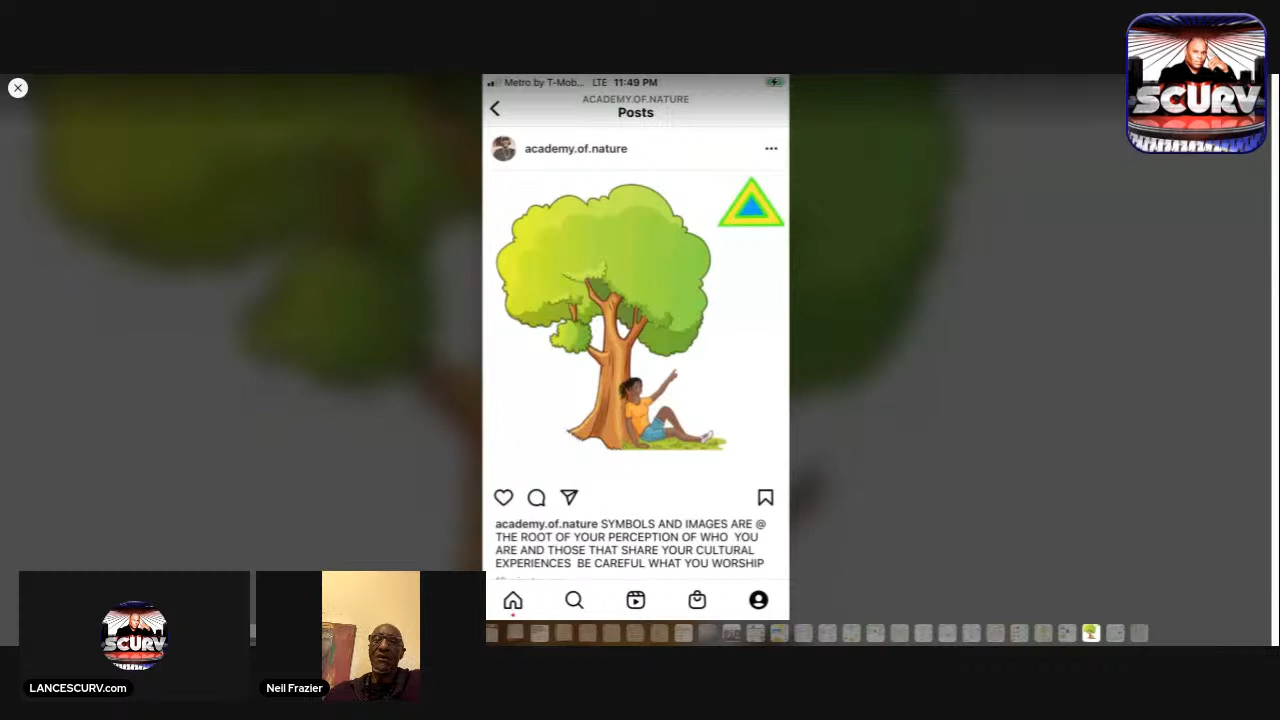 Metro by T-Mob... LTE 11:49 PM
ACADEMY.OF.NATURE
Posts
academy.of.nature
academy.of.nature SYMBOLS AND IMAGES ARE @
THE ROOT OF YOUR PERCEPTION OF WHO YOU
ARE AND THOSE THAT SHARE YOUR CULTURAL
EXPERIENCES BE CAREFUL WHAT YOU WORSHIP
SCURV
SCURV
LANCESCURV.com
Neil Frazier